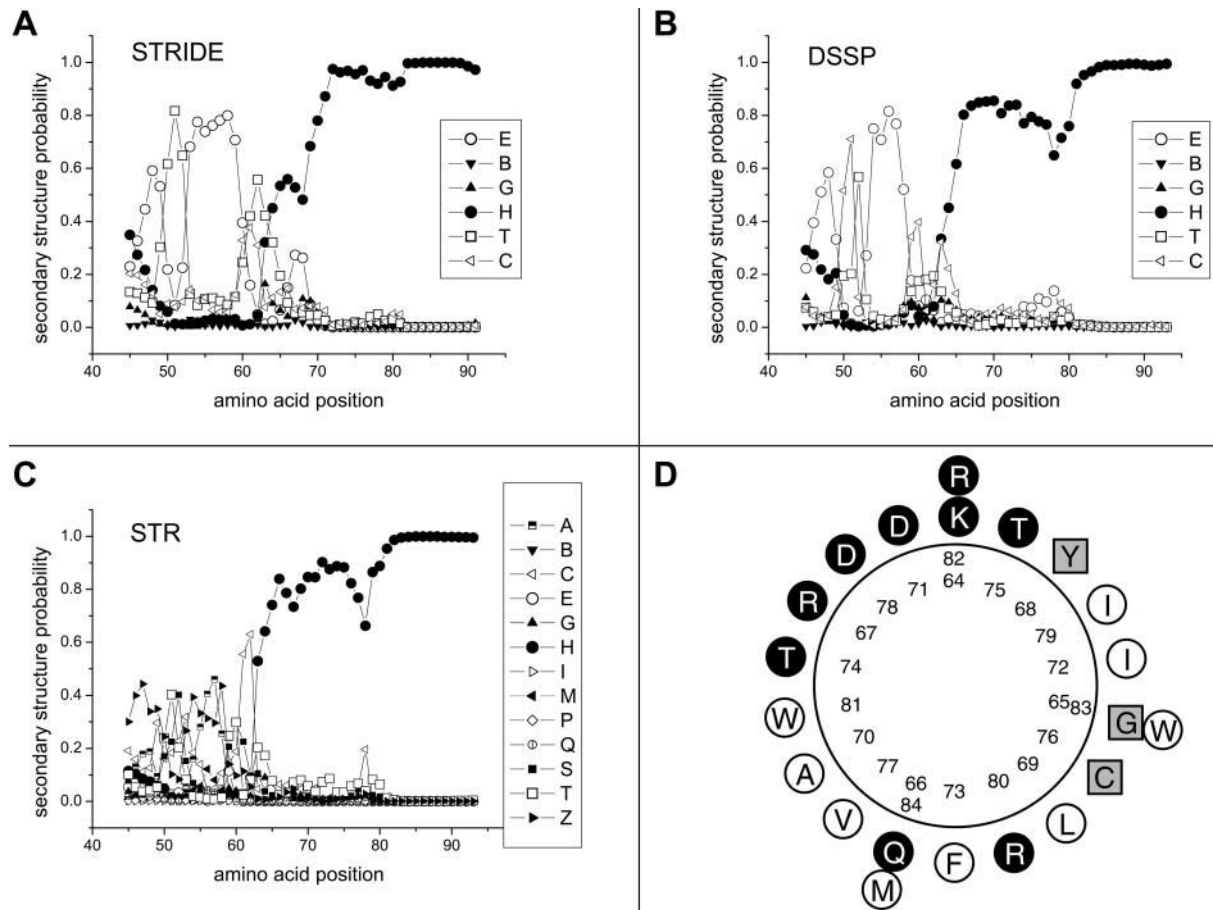 A
STRIDE
secondary structure probability
1.0
0.8
0.6
0.4
0.2
0.0
40 50 60 70 80 90
amino acid position
E
B
G
H
T
C
B
DSSP
secondary structure probability
1.0
0.8
0.6
0.4
0.2
0.0
40 50 60 70 80 90
amino acid position
E
B
G
H
T
C
C
STR
secondary structure probability
1.0
0.8
0.6
0.4
0.2
0.0
40 50 60 70 80 90
amino acid position
A
B
C
E
G
H
I
M
P
Q
S
T
Z
D
R
D K T
D Y
R I
T I
W G W
A C
V L
Q F R
M
82
71 64 75
78 68
67 79
74 72
81 65 83
70 76
77 69
66 73 80
84